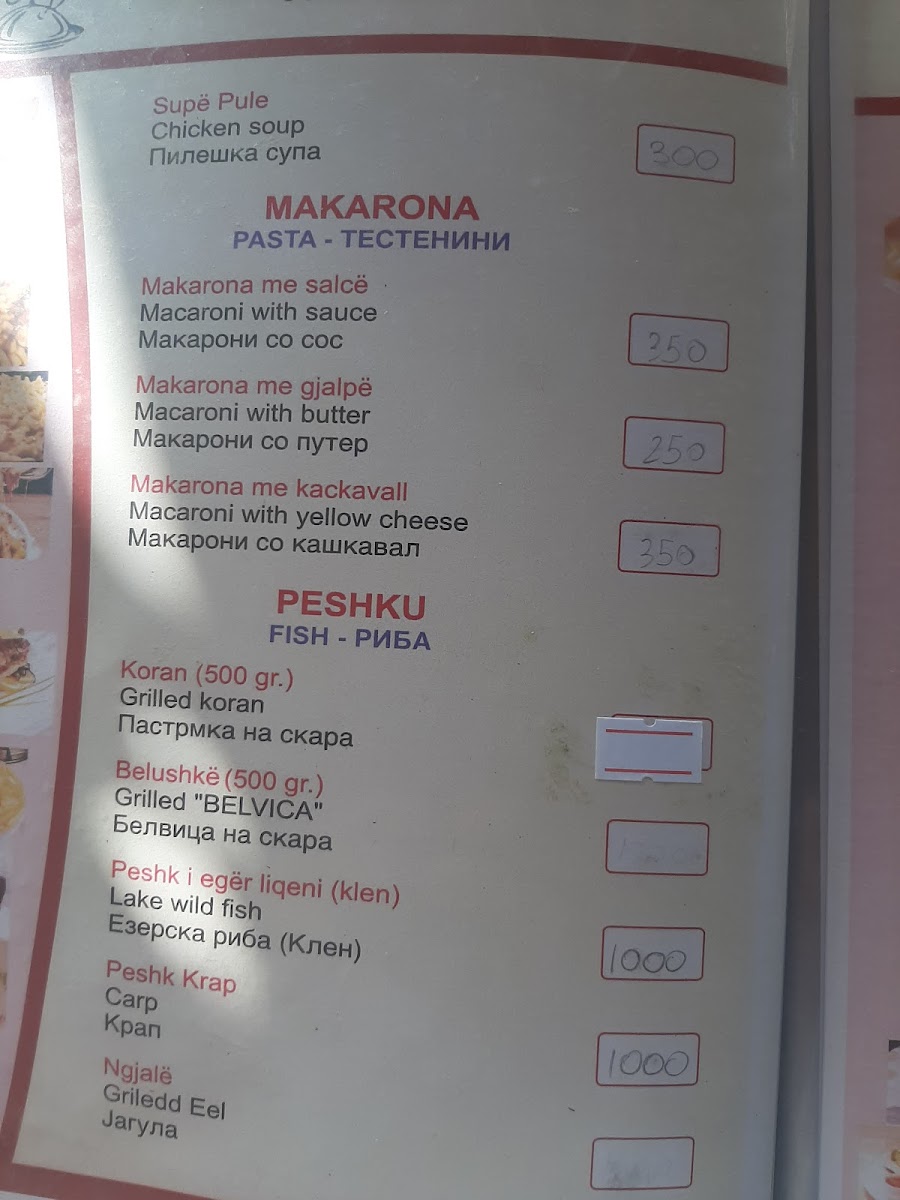 Supë Pule
Chicken soup
Пилешка супа
300
MAKARONA
PASTA - ТЕСТЕНИНИ
Makarona me salcë
Macaroni with sauce
Макарони со сос
350
Makarona me gjalpë
Macaroni with butter
Макарони со путер
250
Makarona me kackavall
Macaroni with yellow cheese
Макарони со кашкавал
350
PESHKU
FISH - РИБА
Koran (500 gr.)
Grilled koran
Пастрмка на скара
Belushkë (500 gr.)
Grilled "BELVICA"
Белвица на скара
Peshk i egër liqeni (klen)
Lake wild fish
Езерска риба (Клен)
1000
Peshk Krap
Carp
Крап
1000
Ngjalë
Griledd Eel
Јагула